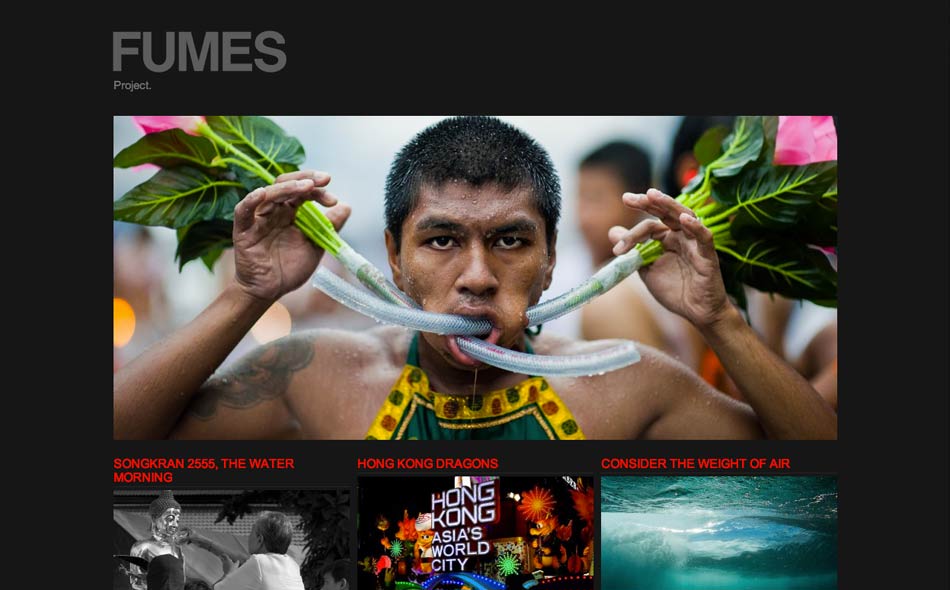 FUMES
Project.
SONGKRAN 2555, THE WATER
MORNING
HONG KONG DRAGONS
CONSIDER THE WEIGHT OF AIR
HONG
KONG
ASIA'S
WORLD
CITY